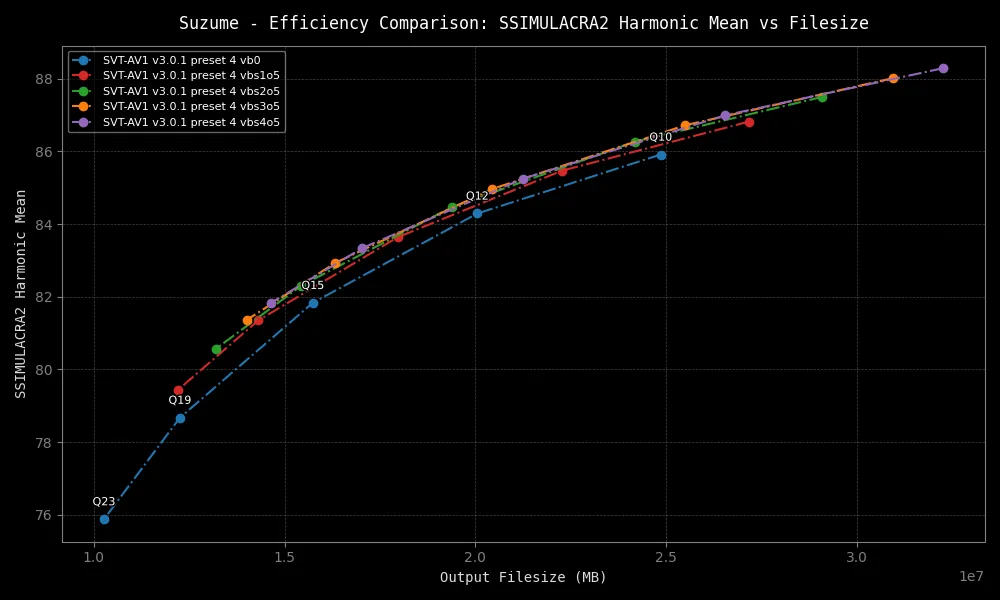 Suzume - Efficiency Comparison: SSIMULACRA2 Harmonic Mean vs Filesize
SVT-AV1 v3.0.1 preset 4 vb0
SVT-AV1 v3.0.1 preset 4 vbs1o5
SVT-AV1 v3.0.1 preset 4 vbs2o5
SVT-AV1 v3.0.1 preset 4 vbs3o5
SVT-AV1 v3.0.1 preset 4 vbs4o5
88
86
84
82
80
78
76
SSIMULACRA2 Harmonic Mean
Q10
Q12
Q15
Q19
Q23
1.0
1.5
2.0
2.5
3.0
1e7
Output Filesize (MB)